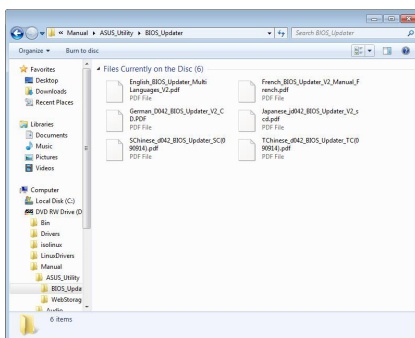 « Manual ▸ ASUS_Utility ▸ BIOS_Updater
Search BIOS_Updater
Organize ▾ Burn to disc
Favorites
Desktop
Downloads
Recent Places
Libraries
Documents
Music
Pictures
Videos
Computer
Local Disk (C:)
DVD RW Drive (D
Bin
Drivers
isolinux
LinuxDrivers
Manual
ASUS_Utility
BIOS_Upda
WebStorag
Audio
Files Currently on the Disc (6)
English_BIOS_Updater_Multi
Languages_V2.pdf
PDF File
French_BIOS_Updater_V2_Manual_F
rench.pdf
PDF File
German_D042_BIOS_Updater_V2_C
D.PDF
PDF File
Japanese_jd042_BIOS_Updater_V2_s
cd.pdf
PDF File
SChinese_d042_BIOS_Updater_SC(0
90914).pdf
PDF File
TChinese_d042_BIOS_Updater_TC(0
90914).pdf
PDF File
6 items